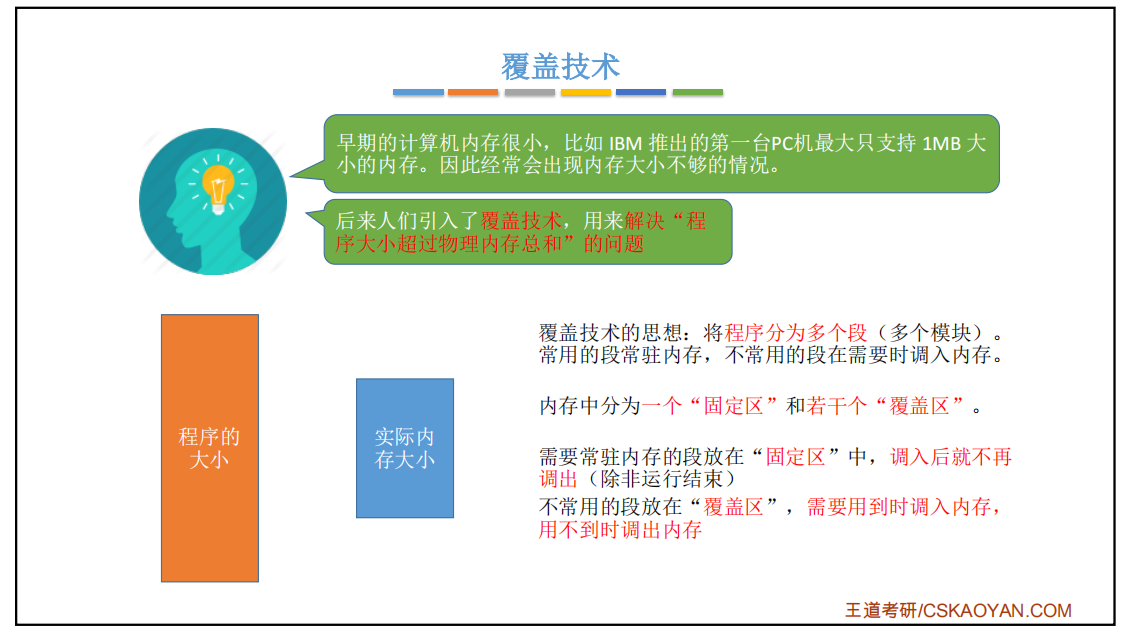 覆盖技术
早期的计算机内存很小，比如 IBM 推出的第一台PC机最大只支持 1MB 大
小的内存。因此经常会出现内存大小不够的情况。
后来人们引入了覆盖技术，用来解决“程
序大小超过物理内存总和”的问题
程序的
大小
实际内
存大小
覆盖技术的思想：将程序分为多个段（多个模块）。
常用的段常驻内存，不常用的段在需要时调入内存。
内存中分为一个“固定区”和若干个“覆盖区”。
需要常驻内存的段放在“固定区”中，调入后就不再
调出（除非运行结束）
不常用的段放在“覆盖区”，需要用到时调入内存，
用不到时调出内存
王道考研/CSKAOYAN.COM